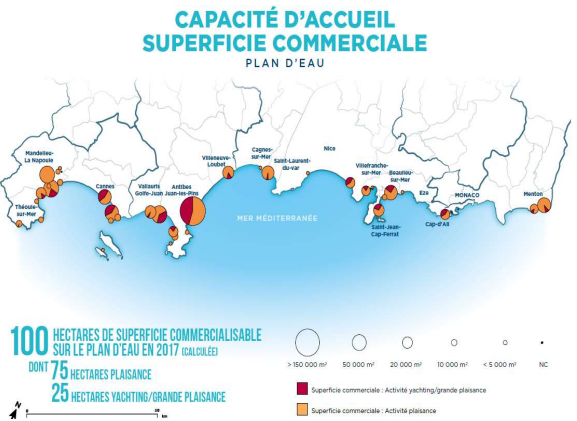 CAPACITÉ D'ACCUEIL
SUPERFICIE COMMERCIALE
PLAN D'EAU
Mandelieu-
La Napoule
Théoule-
sur-Mer
Cannes
Vallauris
Golfe-Juan
Antibes
Juan-les-Pins
Villeneuve-
Loubet
Cagnes-
sur-Mer
Saint-Laurent-
du-var
Nice
Villefranche-
sur-Mer
Beaulieu-
sur-Mer
Saint-Jean-
Cap-Ferrat
Eza
MONACO
Cap-d'Ail
Menton
MER MÉDITERRANÉE
100 HECTARES DE SUPERFICIE COMMERCIALISABLE
SUR LE PLAN D'EAU EN 2017 (CALCULÉE)
DONT 75 HECTARES PLAISANCE
25 HECTARES YACHTING/GRANDE PLAISANCE
> 150 000 m² 50 000 m² 20 000 m² 10 000 m² < 5 000 m² NC
Superficie commerciale : Activité yachting/grande plaisance
Superficie commerciale : Activité plaisance
N
0
km